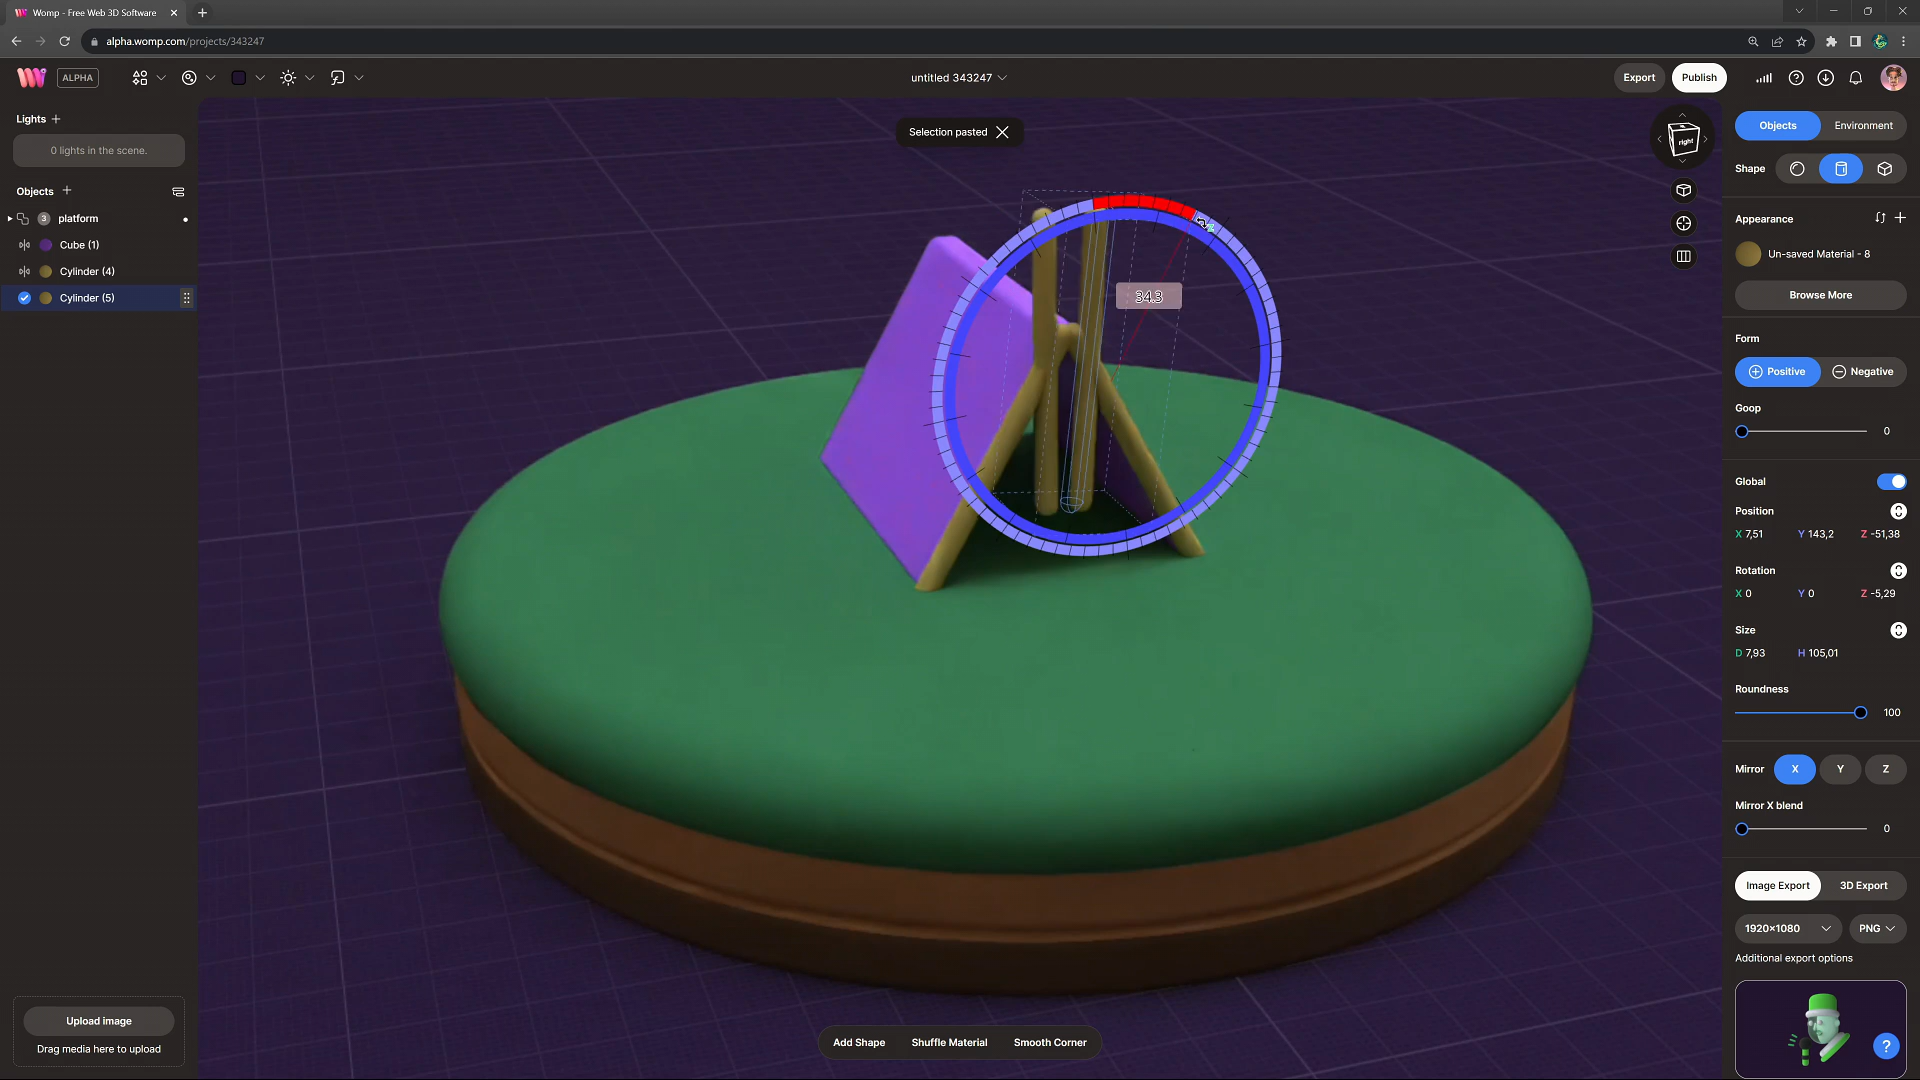 Womp - Free Web 3D Software
alpha.womp.com/projects/343247
ALPHA
untitled 343247
Export
Publish
Lights
0 lights in the scene.
Objects
3 platform
Cube (1)
Cylinder (4)
Cylinder (5)
Selection pasted
34.3
right
Objects Environment
Shape
Appearance
Un-saved Material - 8
Browse More
Form
Positive Negative
Goop
0
Global
Position
X 7,51 Y 143,2 Z -51,38
Rotation
X 0 Y 0 Z -5,29
Size
D 7,93 H 105,01
Roundness
100
Mirror X Y Z
Mirror X blend
0
Image Export 3D Export
1920×1080 PNG
Additional export options
?
Upload image
Drag media here to upload
Add Shape Shuffle Material Smooth Corner